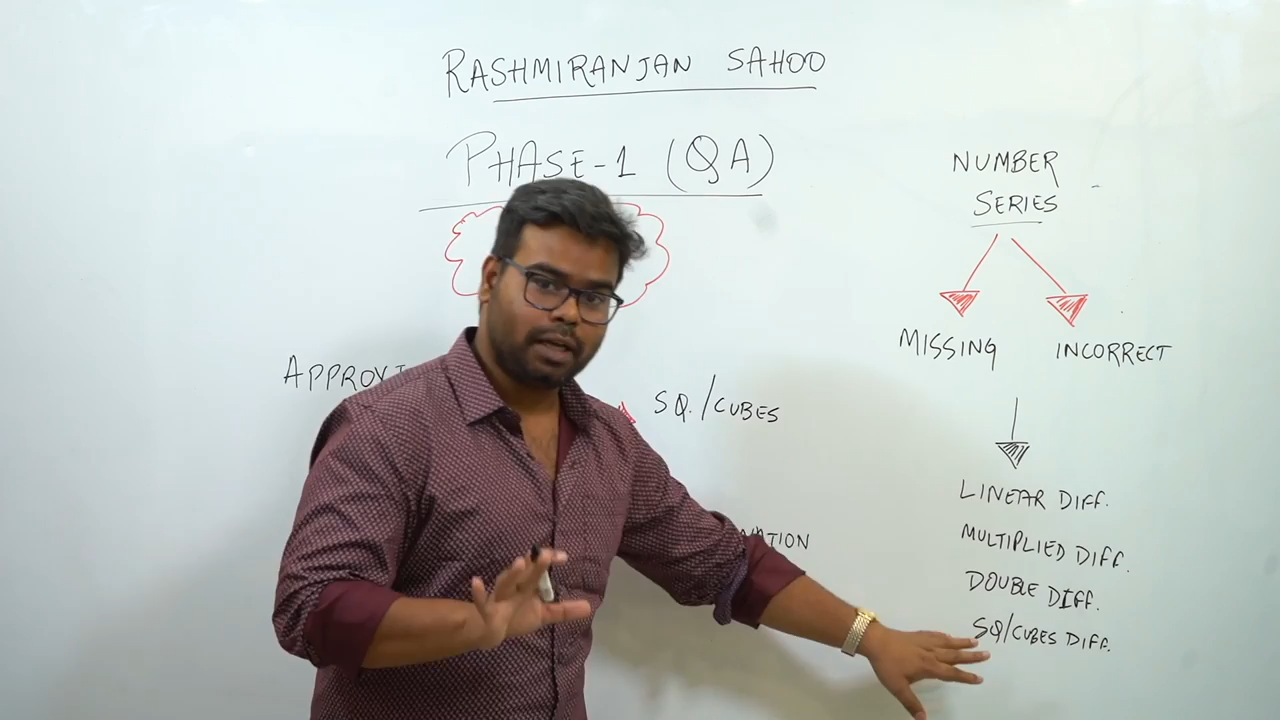 RASHMIRANJAN SAHOO
PHASE-1 (QA)
SQ./CUBES
NUMBER
SERIES
MISSING
INCORRECT
LINEAR DIFF.
MULTIPLIED DIFF.
DOUBLE DIFF.
SQ/CUBES DIFF.